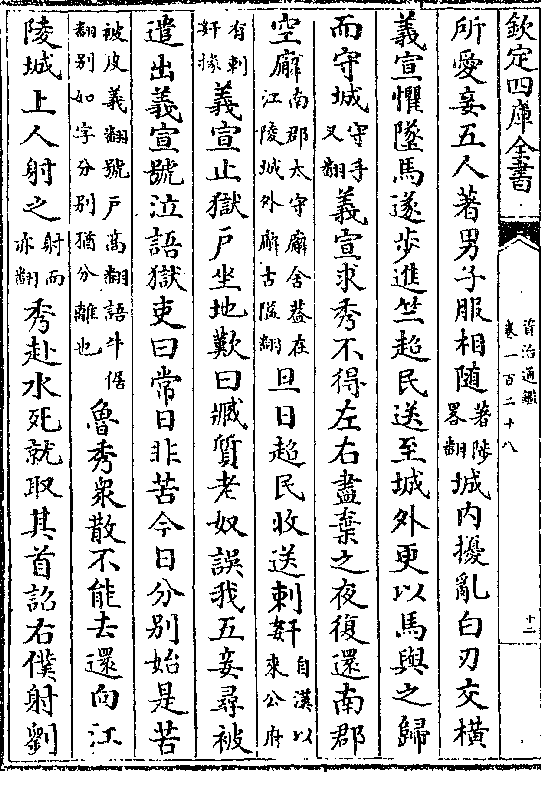 欽定四庫全書
資治通鑑
卷一百二十八
十二
所愛妾五人著男子服相随著陟畧翻城内擾亂白刃交横
義宣懼墜馬遂步進竺超民送至城外更以馬與之歸
而守城守手又翻義宣求秀不得左右盡棄之夜復還南郡
空廨南郡太守廨舍葢在江陵城外廨古隘翻旦日超民收送刺姧自漢以來公府
有刺姧掾義宣止獄戶坐地歎曰臧質老奴誤我五妾尋被
遣出義宣號泣語獄吏曰常日非苦今日分别始是苦
被皮義翻號戶高翻語牛倨翻别如字分别猶分離也魯秀衆散不能去還向江
陵城上人射之射而亦翻秀赴水死就取其首詔右僕射劉